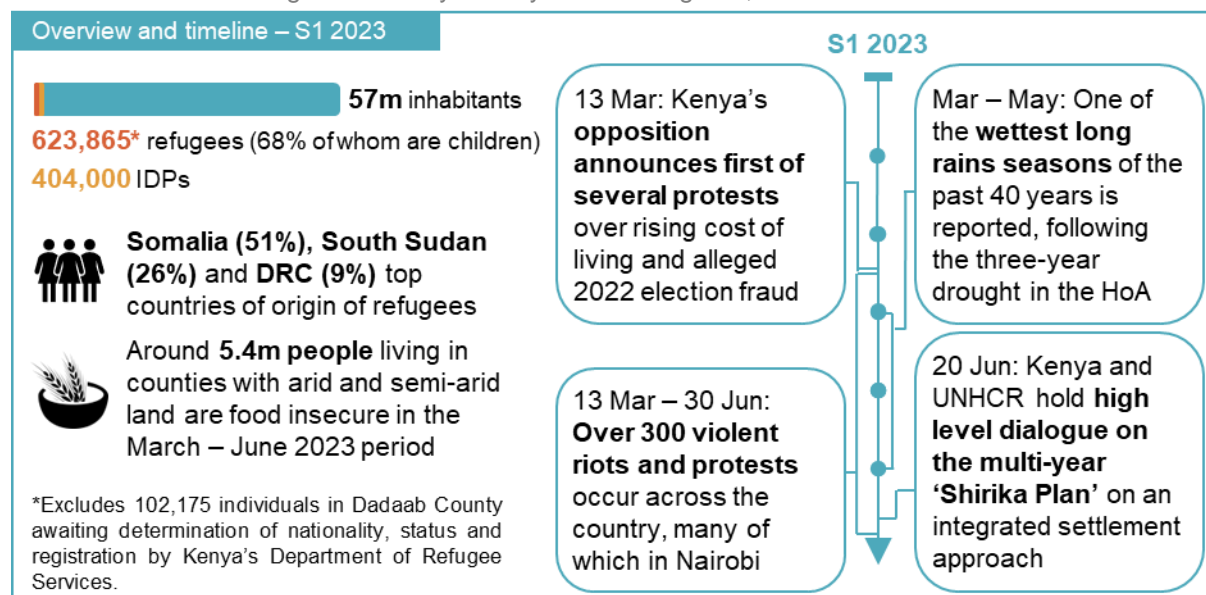 Overview and timeline – S1 2023
57m inhabitants
623,865* refugees (68% of whom are children)
404,000 IDPs
Somalia (51%), South Sudan
(26%) and DRC (9%) top
countries of origin of refugees
Around 5.4m people living in
counties with arid and semi-arid
land are food insecure in the
March – June 2023 period
*Excludes 102,175 individuals in Dadaab County
awaiting determination of nationality, status and
registration by Kenya's Department of Refugee
Services.
S1 2023
13 Mar: Kenya's
opposition
announces first of
several protests
over rising cost of
living and alleged
2022 election fraud
Mar – May: One of
the wettest long
rains seasons of the
past 40 years is
reported, following
the three-year
drought in the HoA
13 Mar – 30 Jun:
Over 300 violent
riots and protests
occur across the
country, many of
which in Nairobi
20 Jun: Kenya and
UNHCR hold high
level dialogue on
the multi-year
'Shirika Plan' on an
integrated settlement
approach